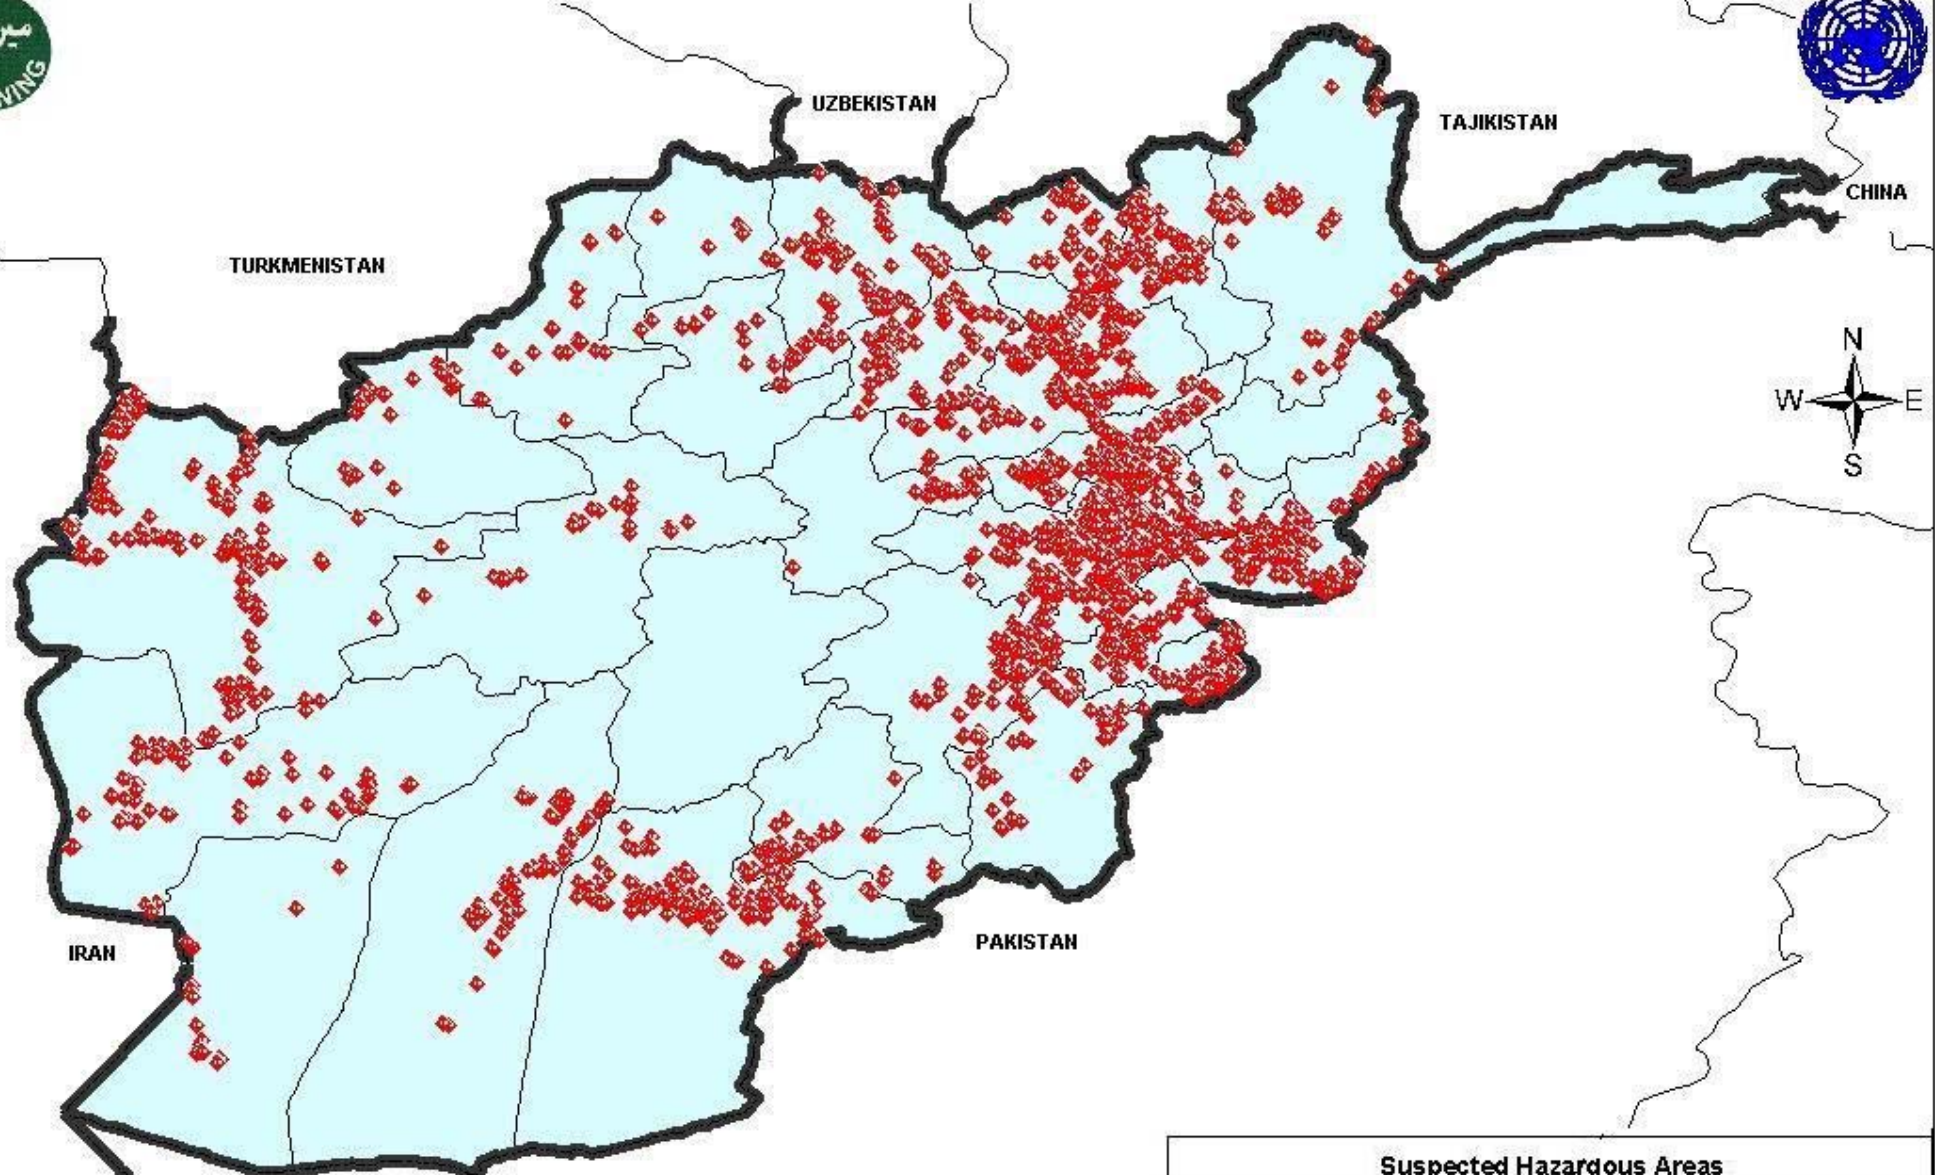 UZBEKISTAN
TAJIKISTAN
CHINA
TURKMENISTAN
N
W E
S
IRAN
PAKISTAN
Suspected Hazardous Areas